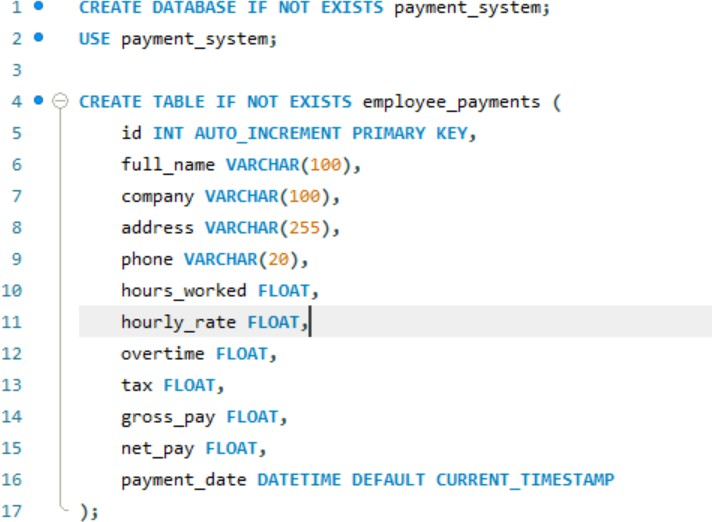 1 CREATE DATABASE IF NOT EXISTS payment_system;
2 USE payment_system;
3
4 CREATE TABLE IF NOT EXISTS employee_payments (
5 id INT AUTO_INCREMENT PRIMARY KEY,
6 full_name VARCHAR(100),
7 company VARCHAR(100),
8 address VARCHAR(255),
9 phone VARCHAR(20),
10 hours_worked FLOAT,
11 hourly_rate FLOAT,
12 overtime FLOAT,
13 tax FLOAT,
14 gross_pay FLOAT,
15 net_pay FLOAT,
16 payment_date DATETIME DEFAULT CURRENT_TIMESTAMP
17 );